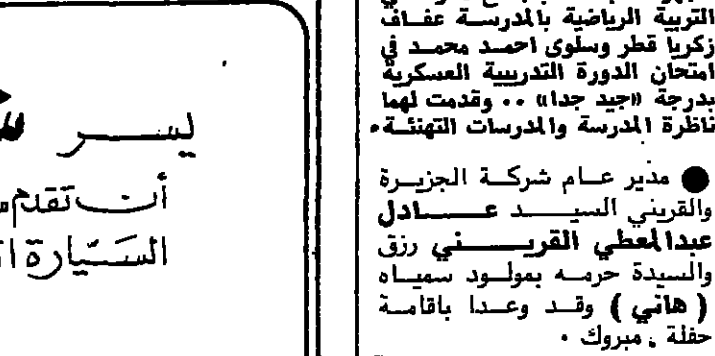 التربية الرياضية بالمدرسة عفاف
زكريا قطر وسلوى احمد محمد في
امتحان الدورة التدريبية العسكرية
بدرجة «جيد جدا» .. وقدمت لهما
ناظرة المدرسة والمدرسات التهنئة.
● مدير عام شركة الجزيرة
والقريني السيد عادل
عبدالمعطي القريني رزق
والسيدة حرمه بمولود سمياه
( هاني ) وقد وعدا باقامة
حفلة . مبروك .
يسر
أن تقدم
السيارة